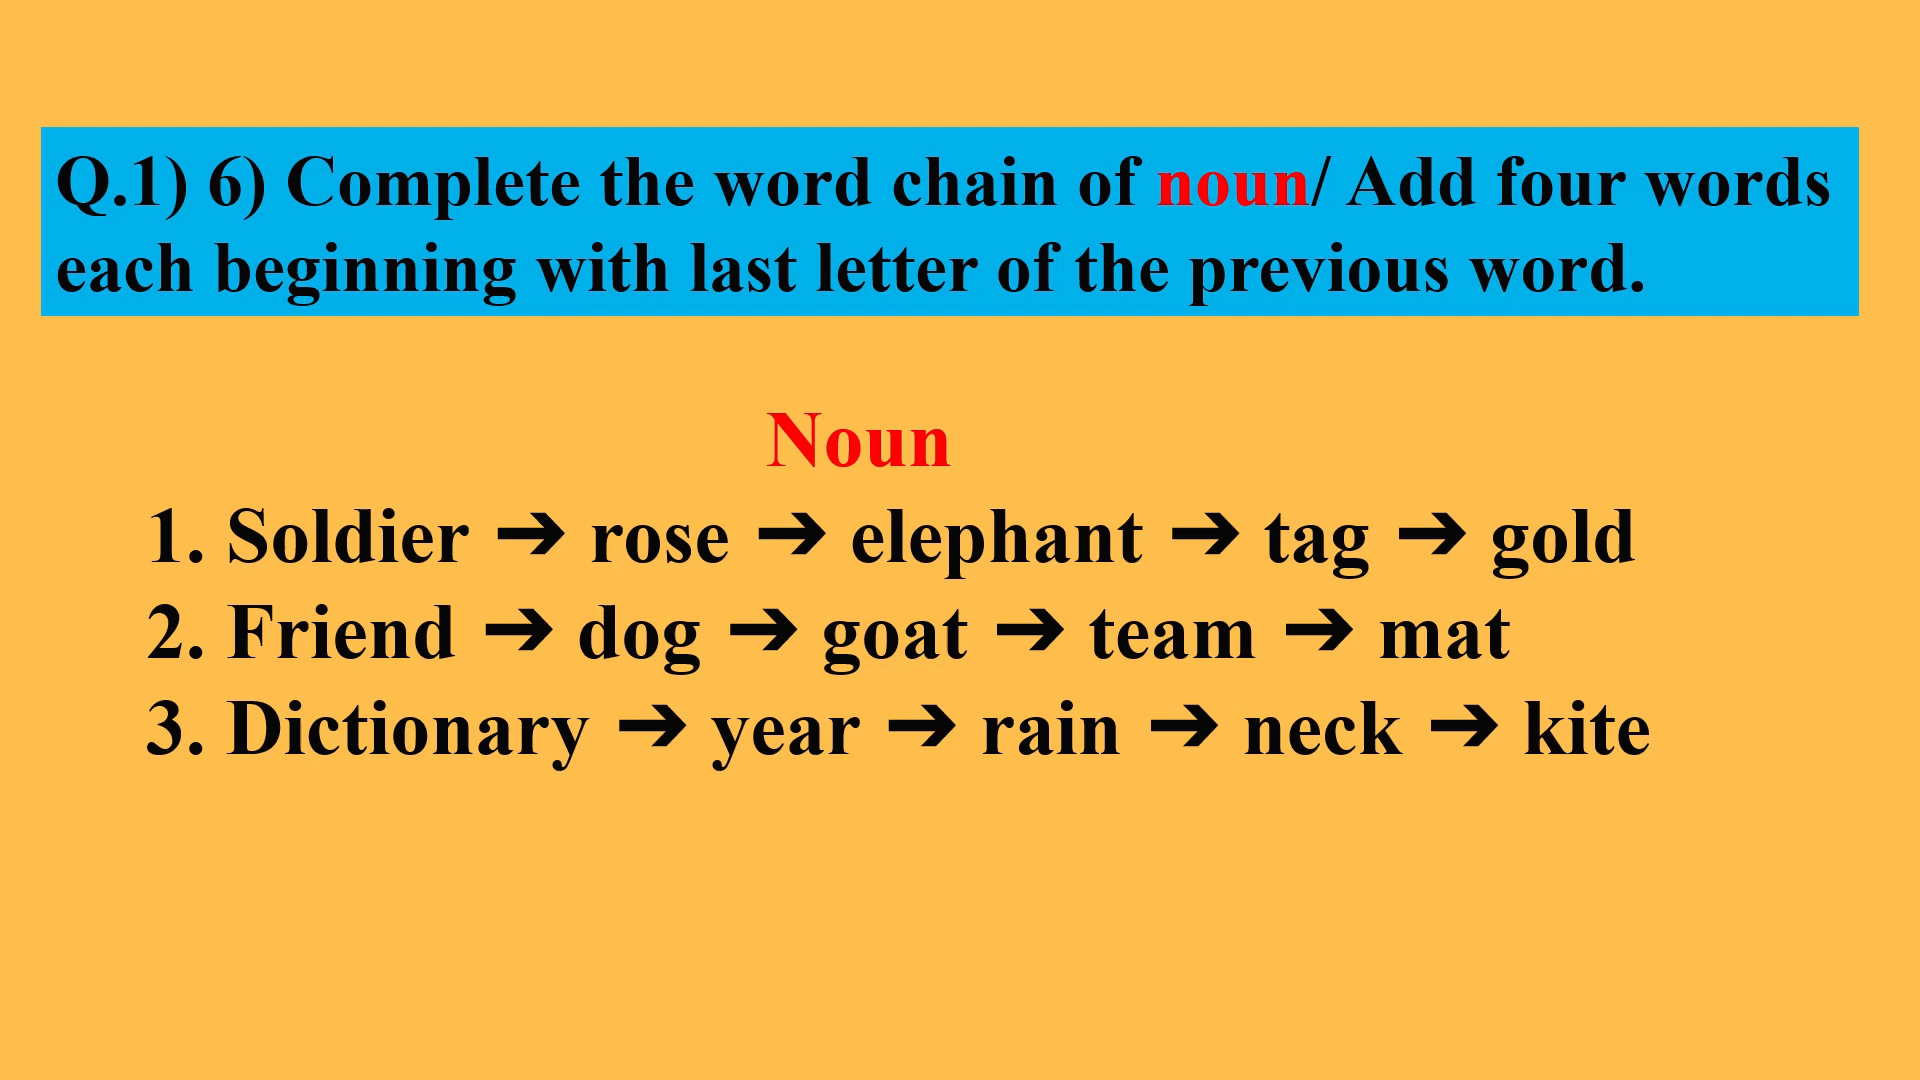 Q.1) 6) Complete the word chain of noun/ Add four words
each beginning with last letter of the previous word.
Noun
1. Soldier ➔ rose ➔ elephant ➔ tag ➔ gold
2. Friend ➔ dog ➔ goat ➔ team ➔ mat
3. Dictionary ➔ year ➔ rain ➔ neck ➔ kite